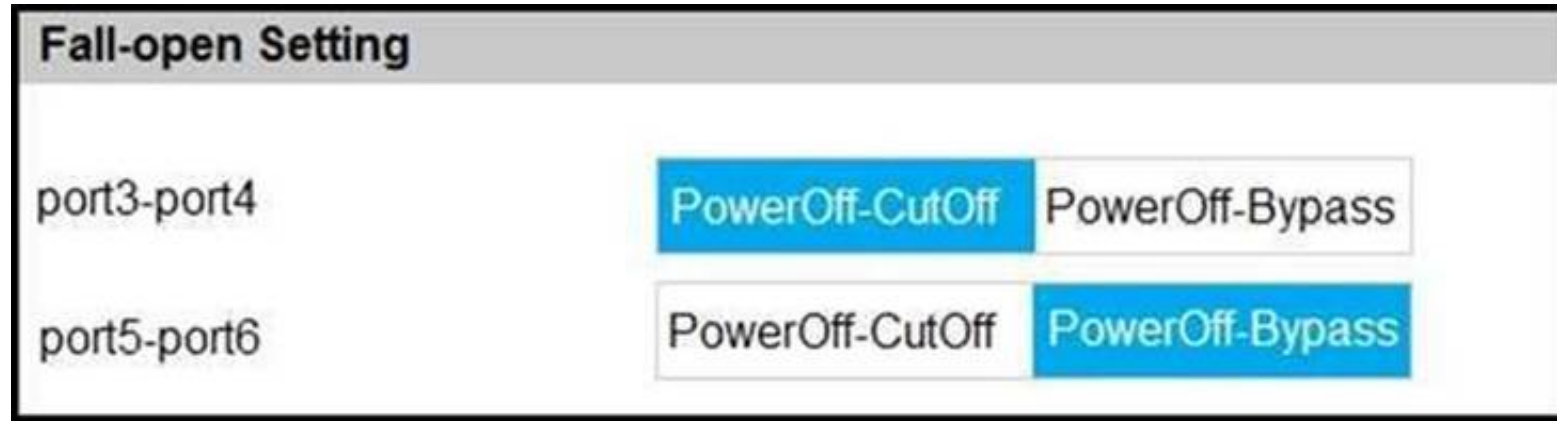 Fall-open Setting
port3-port4 PowerOff-CutOff PowerOff-Bypass
port5-port6 PowerOff-CutOff PowerOff-Bypass